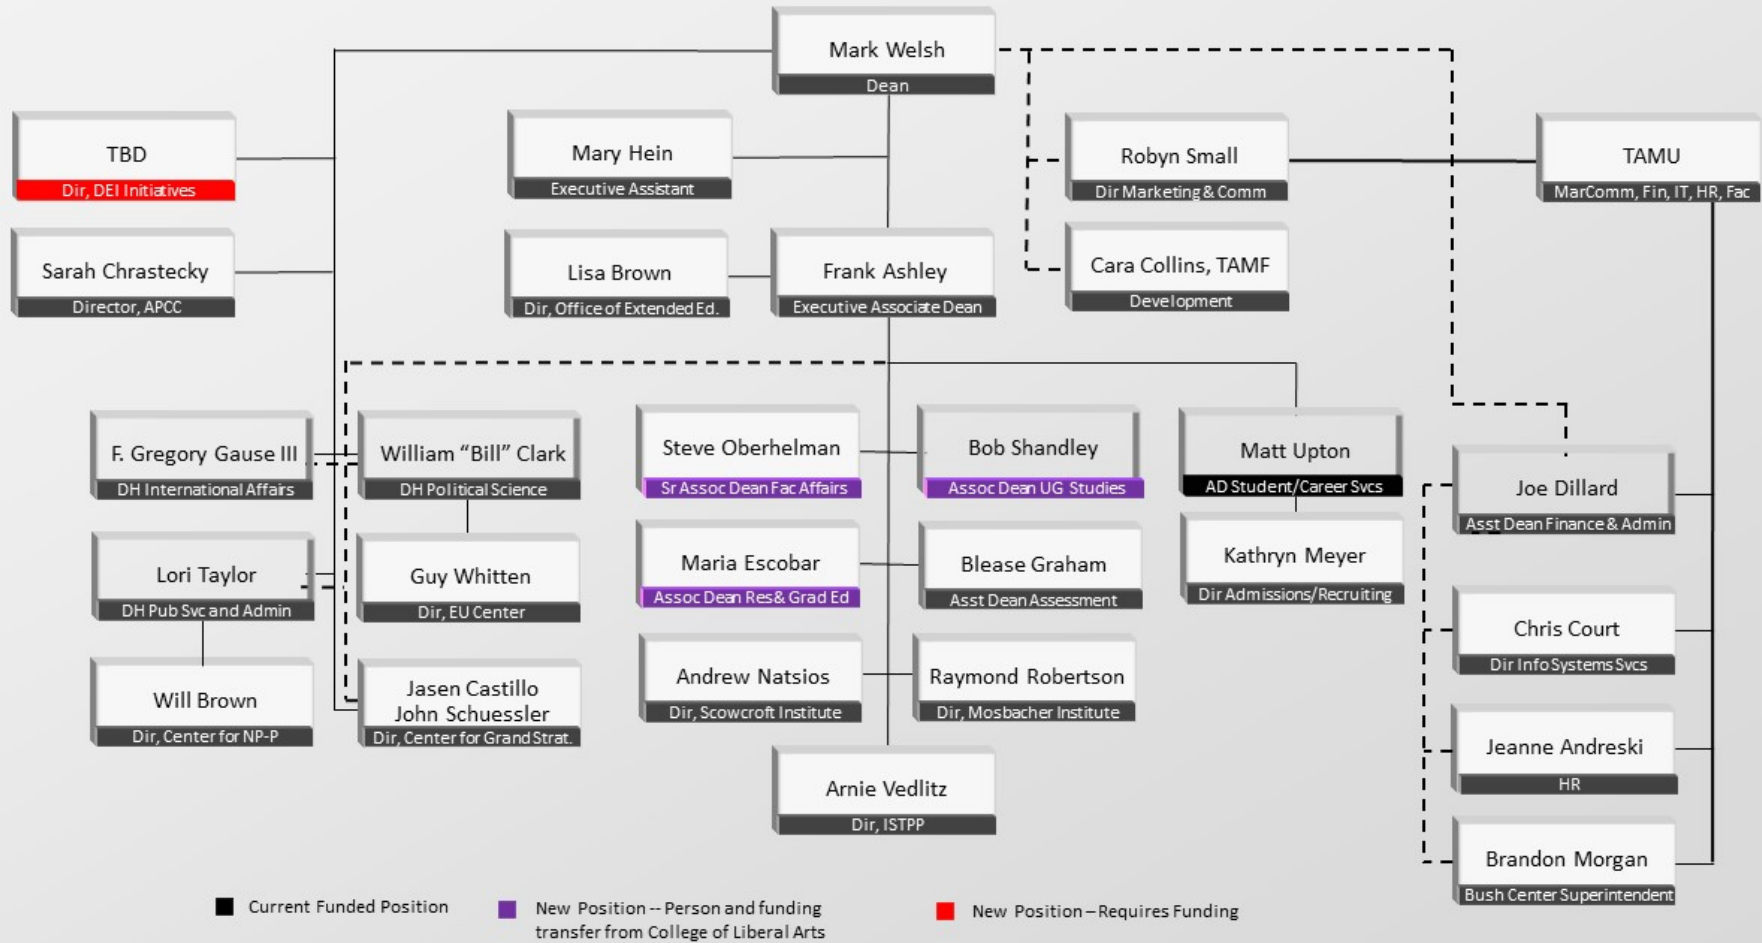 Mark Welsh
Dean
TBD
Dir, DEI Initiatives
Mary Hein
Executive Assistant
Robyn Small
Dir Marketing & Comm
TAMU
MarComm, Fin, IT, HR, Fac
Sarah Chrastecky
Director, APCC
Lisa Brown
Dir, Office of Extended Ed.
Frank Ashley
Executive Associate Dean
Cara Collins, TAMF
Development
F. Gregory Gause III
DH International Affairs
William “Bill” Clark
DH Political Science
Steve Oberhelman
Sr Assoc Dean Fac Affairs
Bob Shandley
Assoc Dean UG Studies
Matt Upton
AD Student/Career Svcs
Joe Dillard
Asst Dean Finance & Admin
Lori Taylor
DH Pub Svc and Admin
Guy Whitten
Dir, EU Center
Maria Escobar
Assoc Dean Res& Grad Ed
Blease Graham
Asst Dean Assessment
Kathryn Meyer
Dir Admissions/Recruiting
Chris Court
Dir Info Systems Svcs
Will Brown
Dir, Center for NP-P
Jasen Castillo
John Schuessler
Dir, Center for Grand Strat.
Andrew Natsios
Dir, Scowcroft Institute
Raymond Robertson
Dir, Mosbacher Institute
Jeanne Andreski
HR
Arnie Vedlitz
Dir, ISTPP
Brandon Morgan
Bush Center Superintendent
Current Funded Position
New Position -- Person and funding
transfer from College of Liberal Arts
New Position – Requires Funding